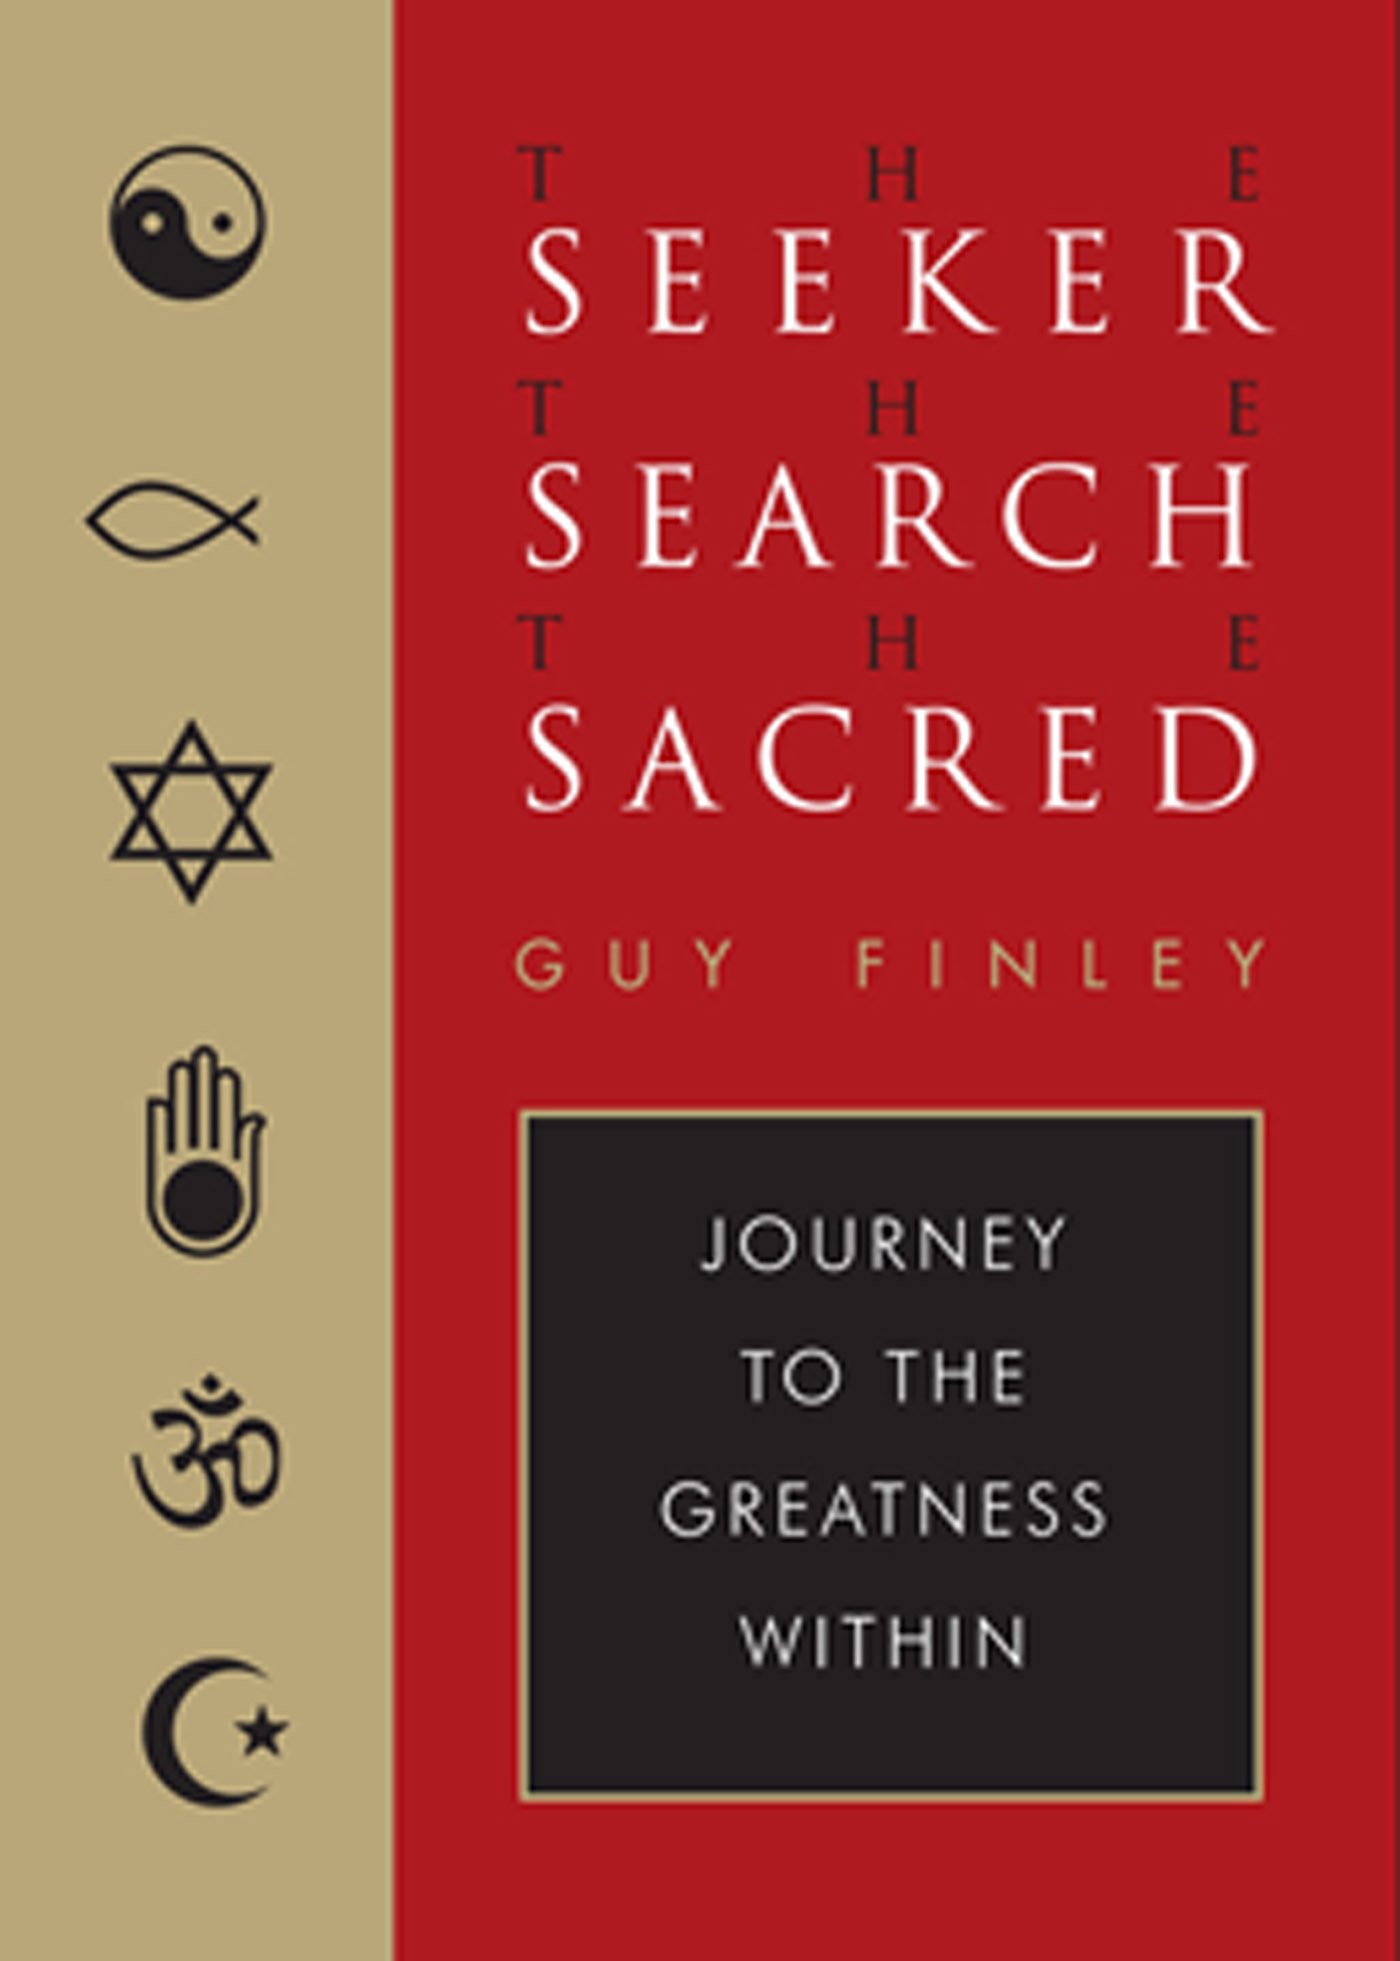 THE
SEEKER
THE
SEARCH
THE
SACRED
GUY FINLEY
JOURNEY
TO THE
GREATNESS
WITHIN
ॐ